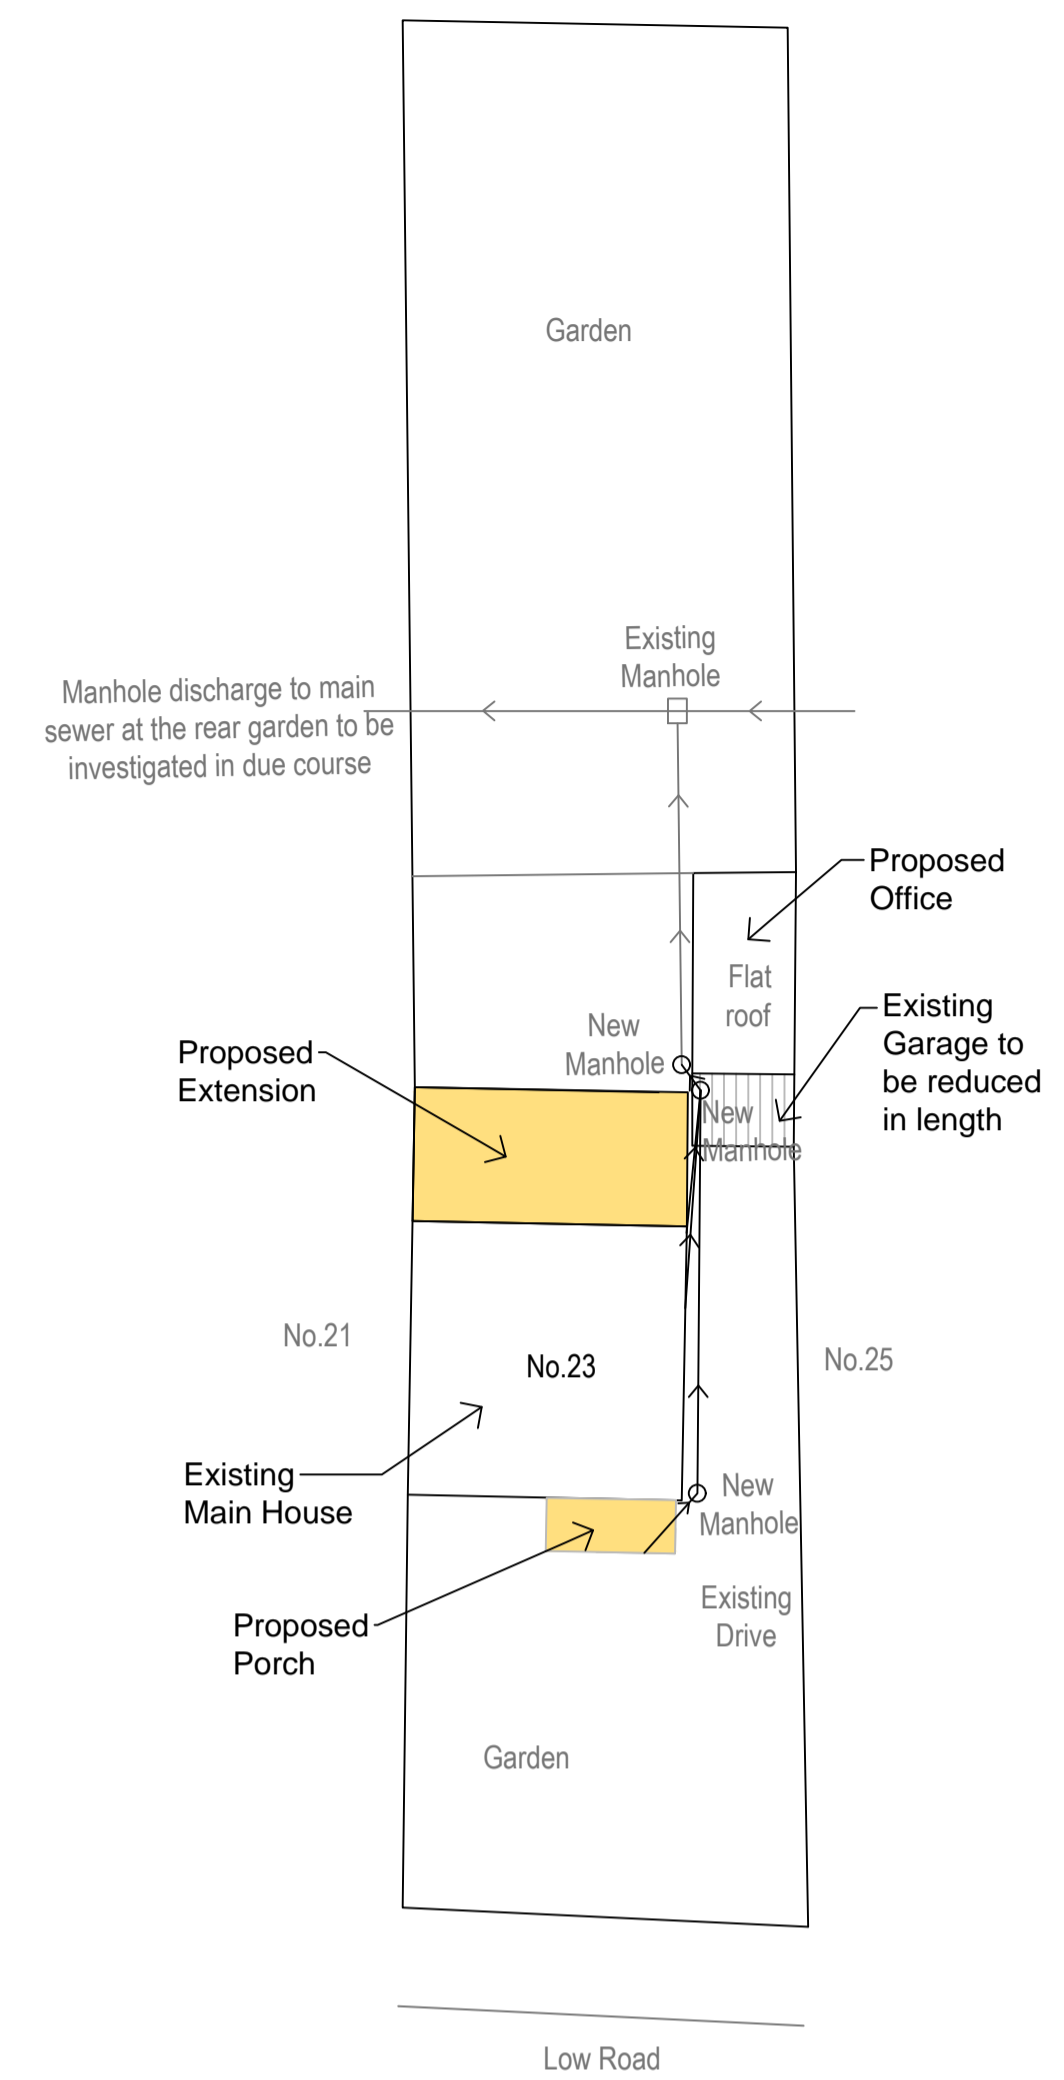 Garden
Existing
Manhole
Manhole discharge to main
sewer at the rear garden to be
investigated in due course
Proposed
Office
Flat
roof
Existing
Garage to
be reduced
in length
New
Manhole
Proposed
Extension
New
Manhole
No.21
No.23
No.25
Existing
Main House
New
Manhole
Existing
Drive
Proposed
Porch
Garden
Low Road